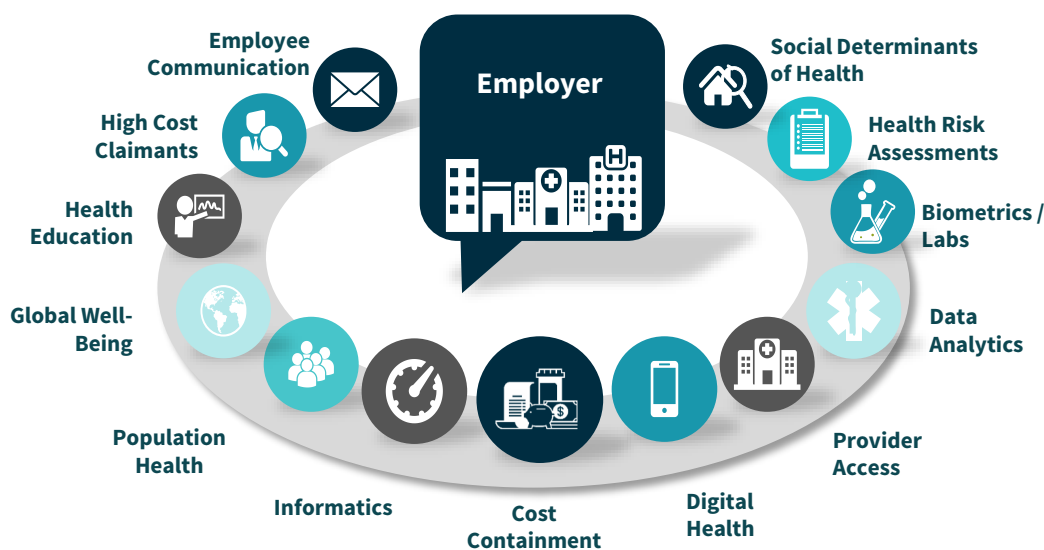 Employer
Employee
Communication
High Cost
Claimants
Health
Education
Global Well-
Being
Population
Health
Informatics
Cost
Containment
Digital
Health
Provider
Access
Data
Analytics
Biometrics /
Labs
Health Risk
Assessments
Social Determinants
of Health
H
$